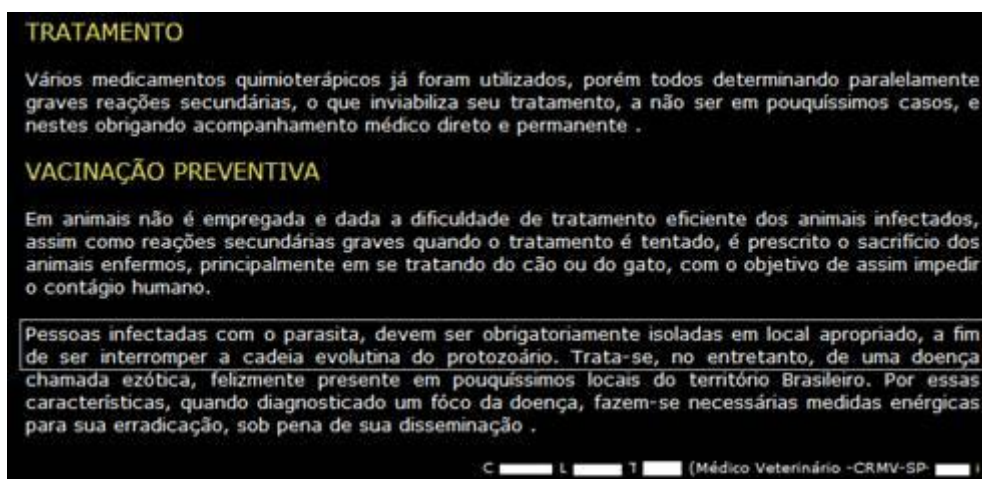 TRATAMENTO
Vários medicamentos quimioterápicos já foram utilizados, porém todos determinando paralelamente
graves reações secundárias, o que inviabiliza seu tratamento, a não ser em pouquíssimos casos, e
nestes obrigando acompanhamento médico direto e permanente .
VACINAÇÃO PREVENTIVA
Em animais não é empregada e dada a dificuldade de tratamento eficiente dos animais infectados,
assim como reações secundárias graves quando o tratamento é tentado, é prescrito o sacrifício dos
animais enfermos, principalmente em se tratando do cão ou do gato, com o objetivo de assim impedir
o contágio humano.
Pessoas infectadas com o parasita, devem ser obrigatoriamente isoladas em local apropriado, a fim
de ser interromper a cadeia evolutina do protozoário. Trata-se, no entretanto, de uma doença
chamada ezótica, felizmente presente em pouquíssimos locais do território Brasileiro. Por essas
características, quando diagnosticado um fóco da doença, fazem-se necessárias medidas enérgicas
para sua erradicação, sob pena de sua disseminação .
C L T (Médico Veterinário -CRMV-SP-